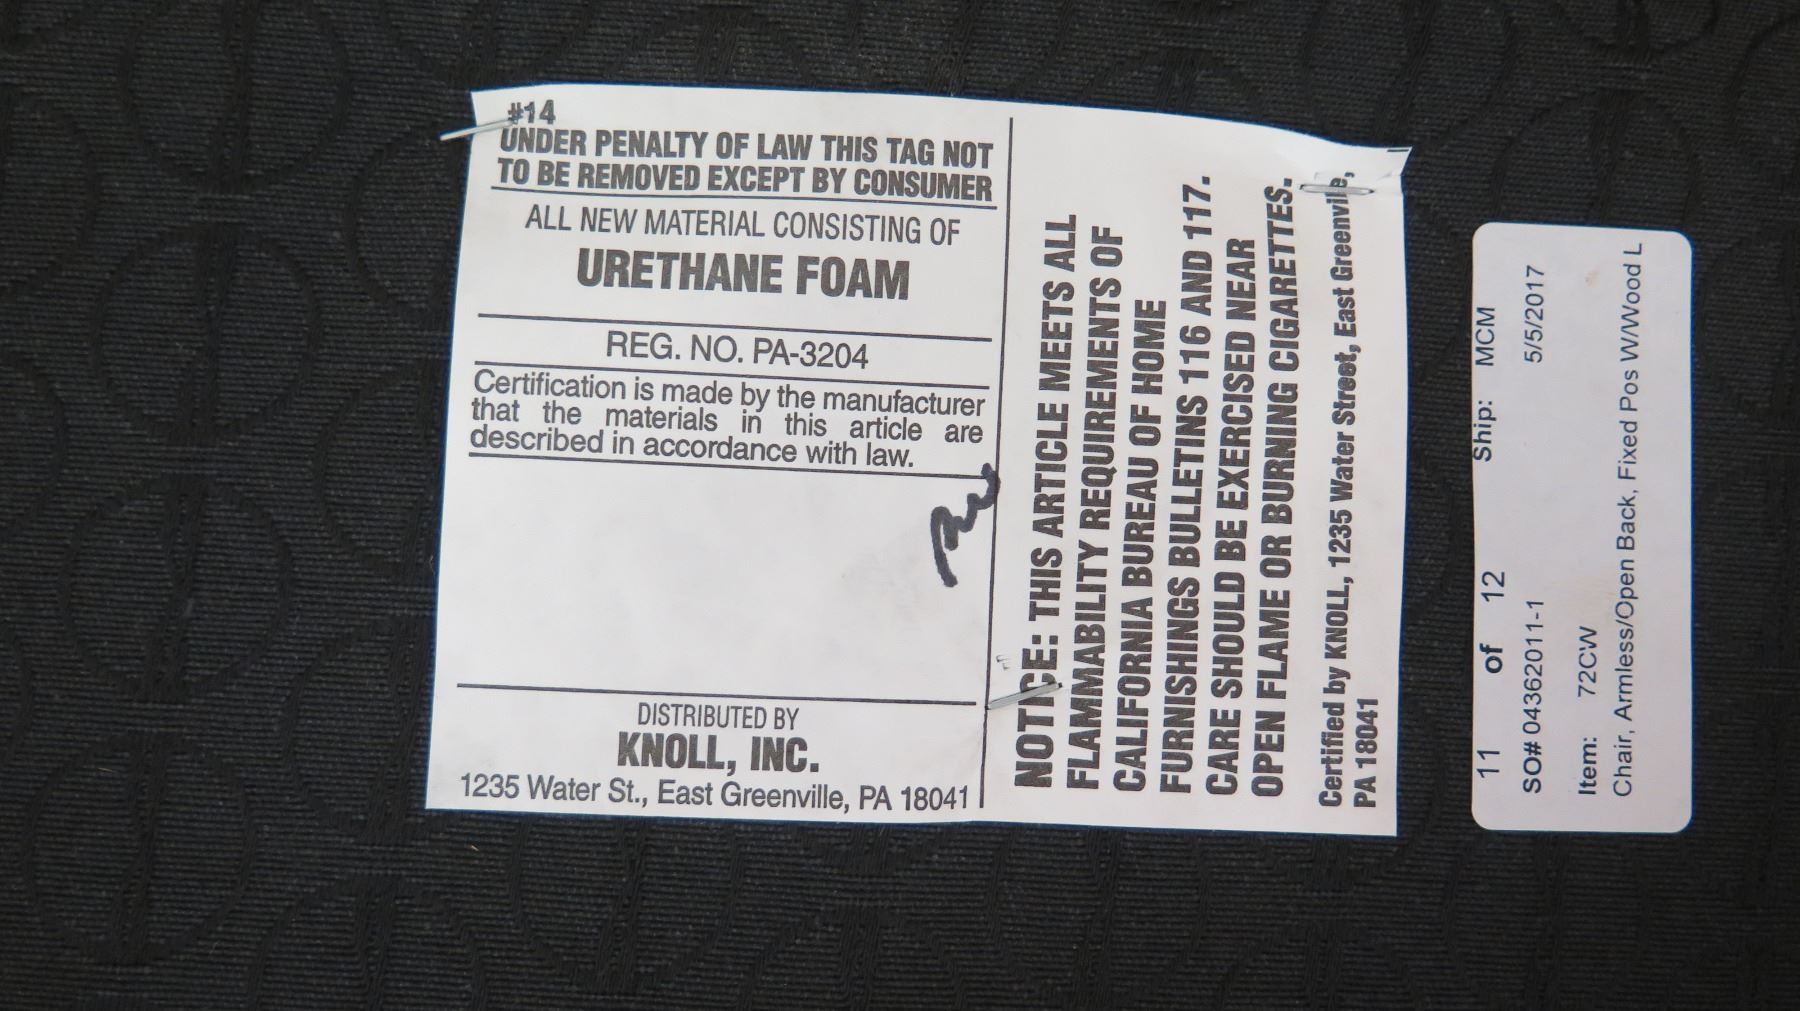 #14
UNDER PENALTY OF LAW THIS TAG NOT
TO BE REMOVED EXCEPT BY CONSUMER
ALL NEW MATERIAL CONSISTING OF
URETHANE FOAM
REG. NO. PA-3204
Certification is made by the manufacturer
that the materials in this article are
described in accordance with law.
DISTRIBUTED BY
KNOLL, INC.
1235 Water St., East Greenville, PA 18041
NOTICE: THIS ARTICLE MEETS ALL
FLAMMABILITY REQUIREMENTS OF
CALIFORNIA BUREAU OF HOME
FURNISHINGS BULLETINS 116 AND 117.
CARE SHOULD BE EXERCISED NEAR
OPEN FLAME OR BURNING CIGARETTES.
Certified by KNOLL, 1235 Water Street, East Greenville,
PA 18041
11 of 12 Ship: MCM
SO# 04362011-1 5/5/2017
Item: 72CW
Chair, Armless/Open Back, Fixed Pos W/Wood L